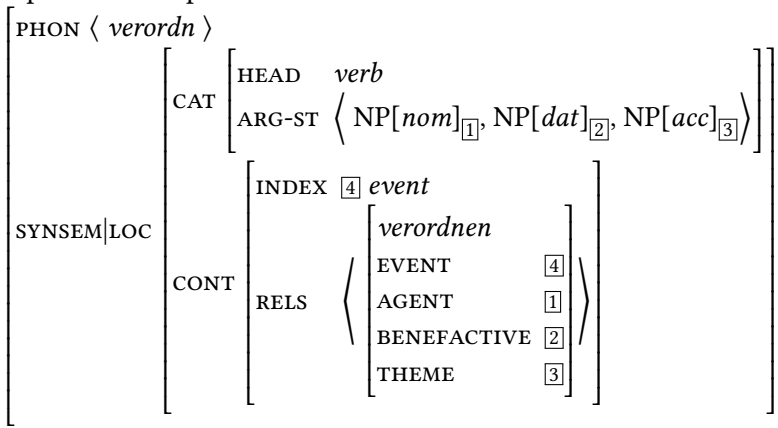 PHON ⟨ verordn ⟩
HEAD verb
CAT
ARG-ST ⟨ NP[nom]1, NP[dat]2, NP[acc]3 ⟩
INDEX 4 event
verordnen
SYNSEM|LOC
EVENT 4
CONT
RELS ⟨ ⟩
AGENT 1
BENEFACTIVE 2
THEME 3